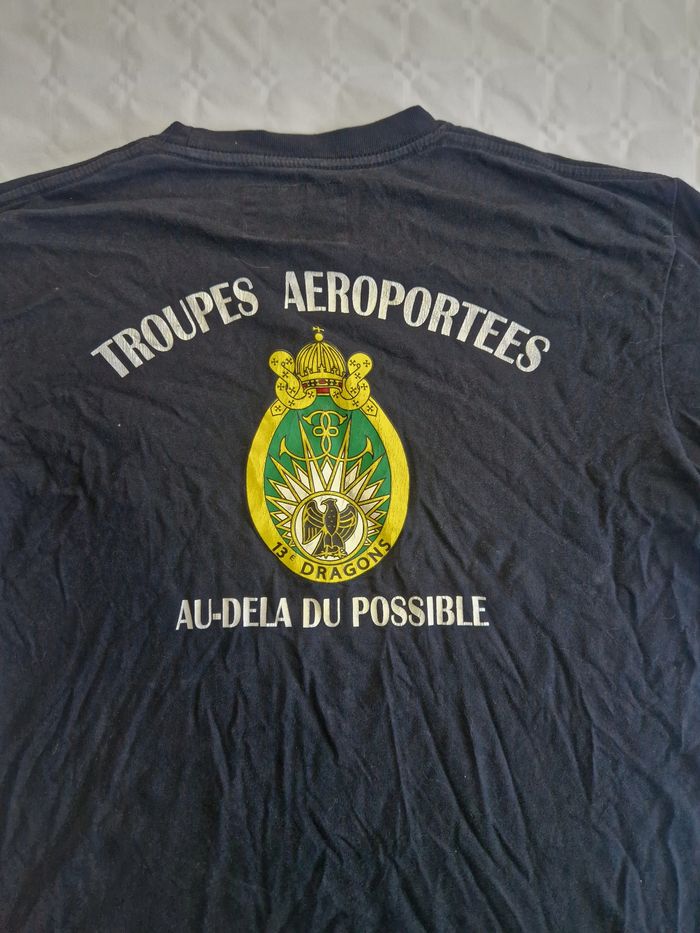 TROUPES AEROPORTEES
13E DRAGONS
AU-DELA DU POSSIBLE